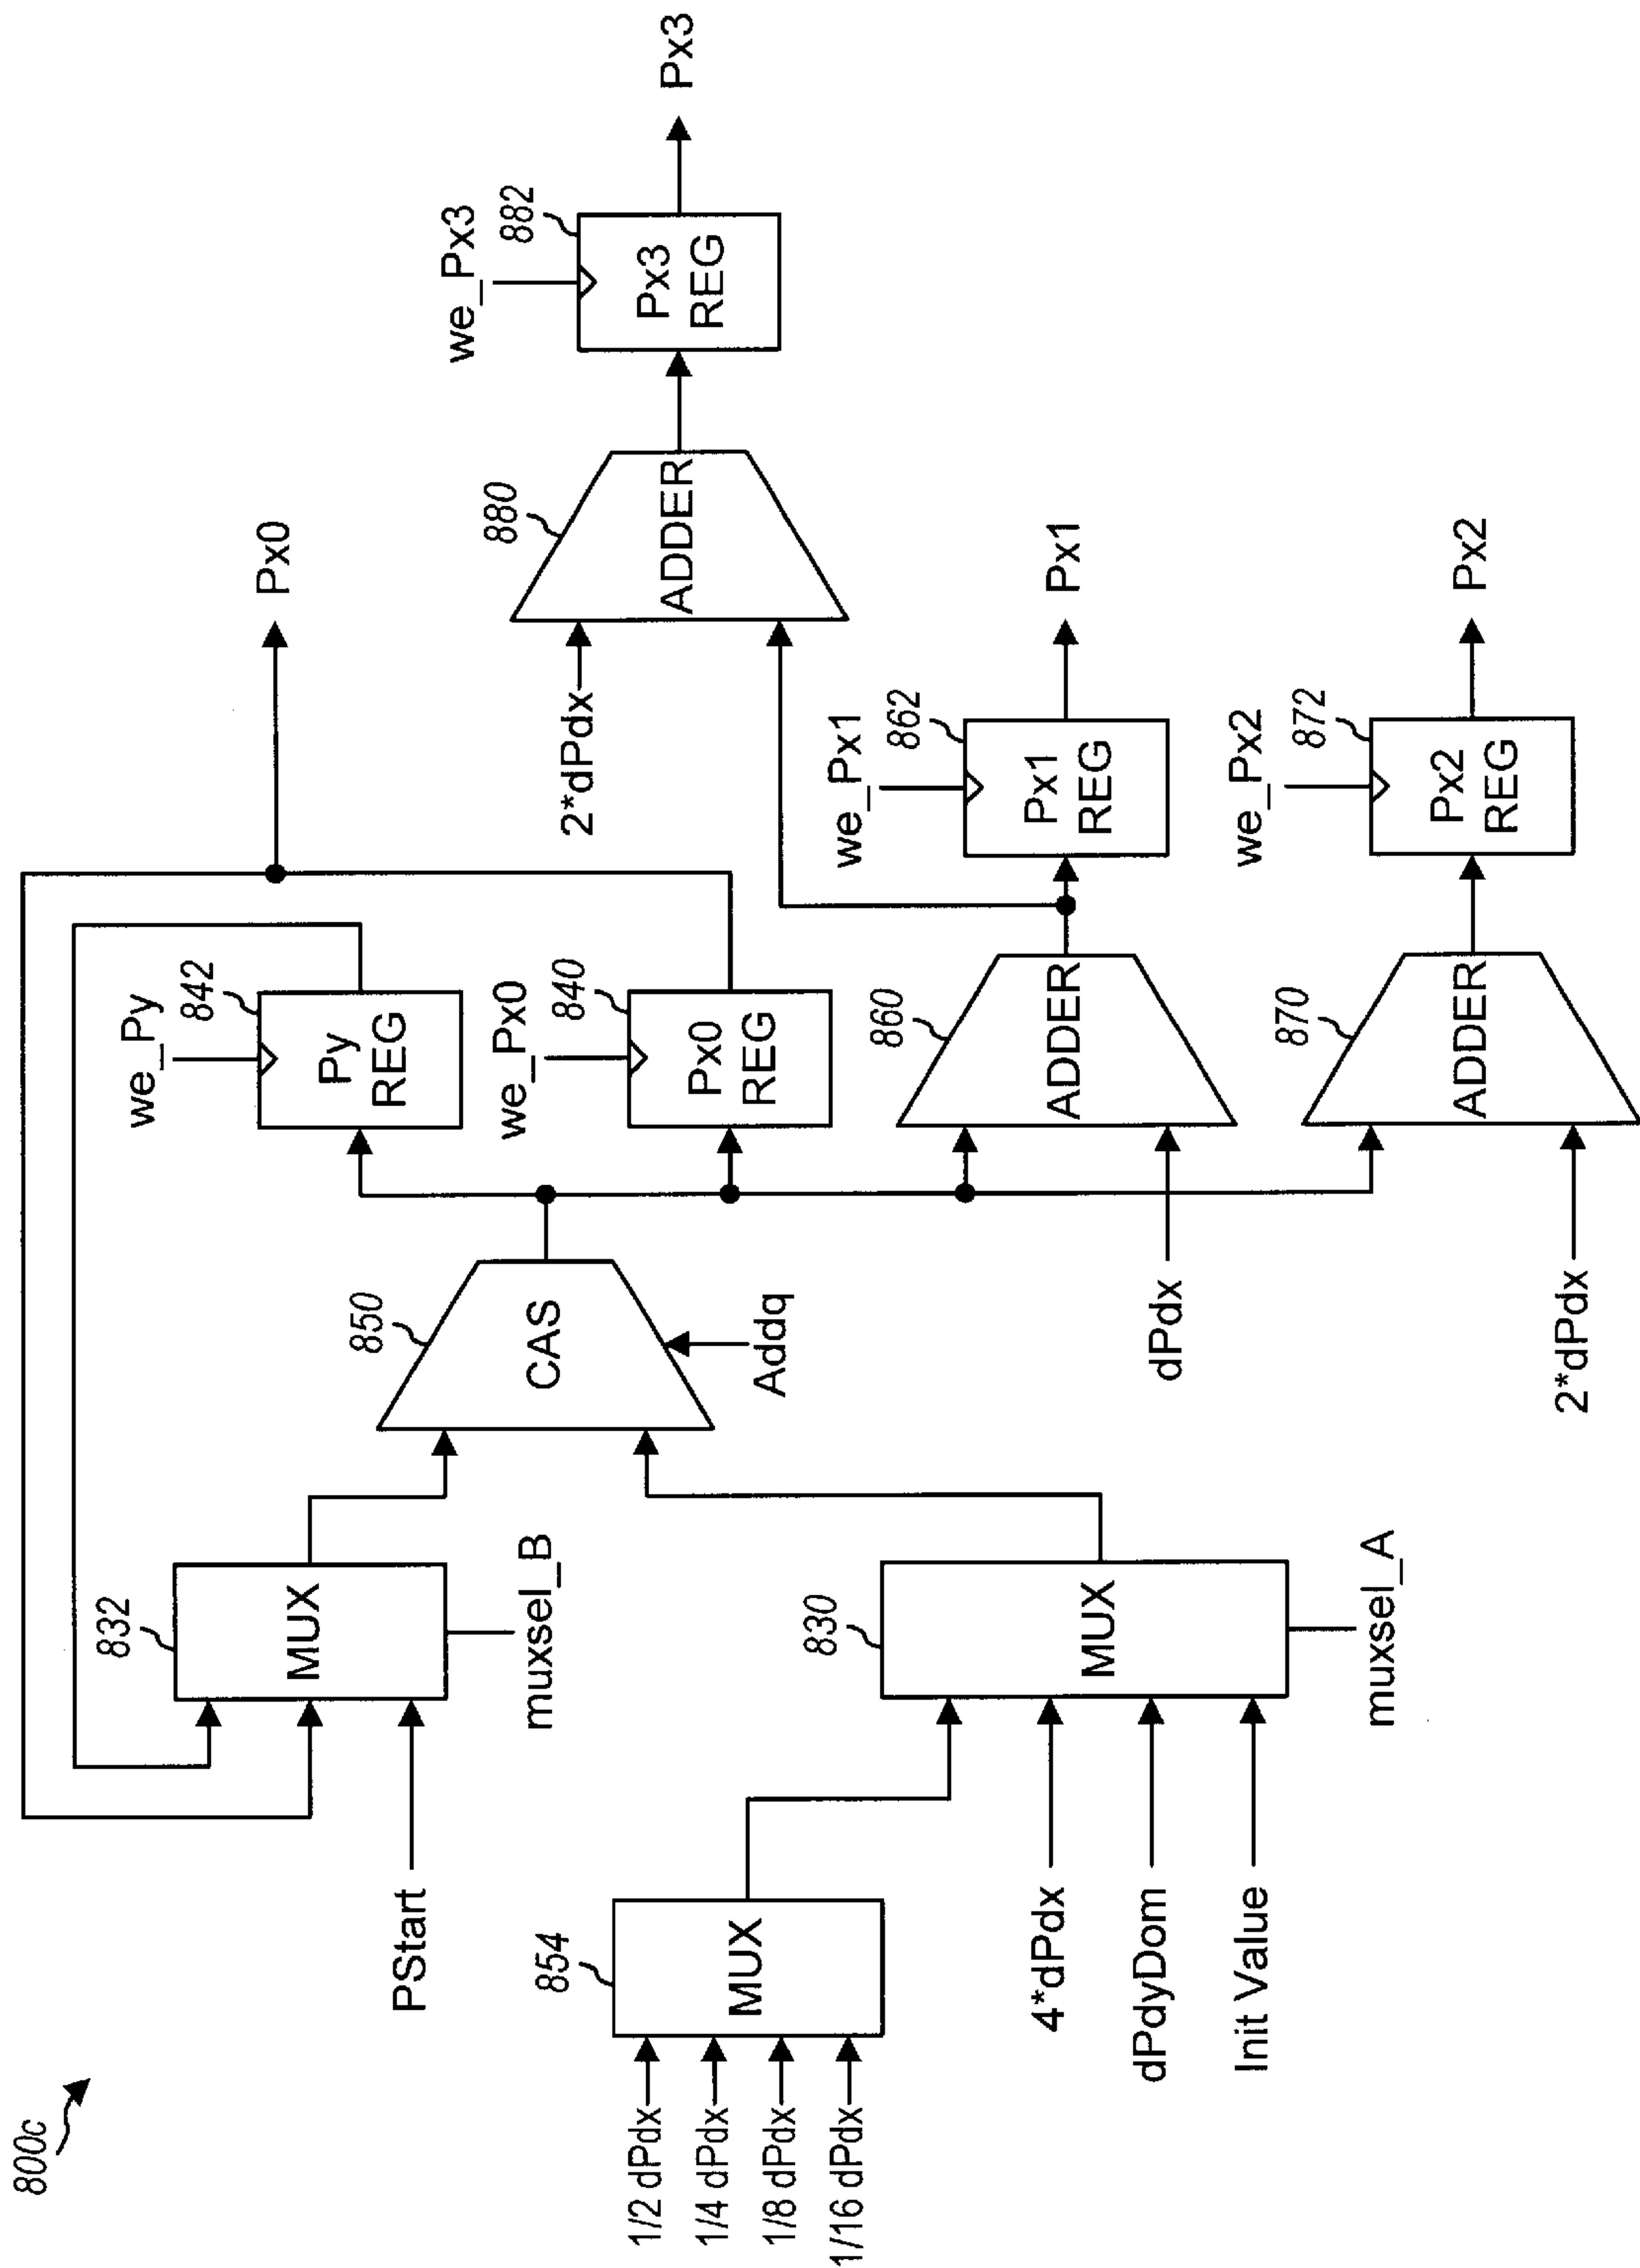 800c
1/2 dPdx
1/4 dPdx
1/8 dPdx
1/16 dPdx
854
MUX
PStart
4*dPdx
dPdyDom
Init Value
832
MUX
muxsel_B
830
MUX
muxsel_A
850
CAS
Addq
dPdx
2*dPdx
we_Py
842
Py
REG
we_Px0
840
Px0
REG
860
ADDER
870
ADDER
Px0
2*dPdx
880
ADDER
we_Px1
862
Px1
REG
Px1
we_Px2
872
Px2
REG
Px2
we_Px3
882
Px3
REG
Px3